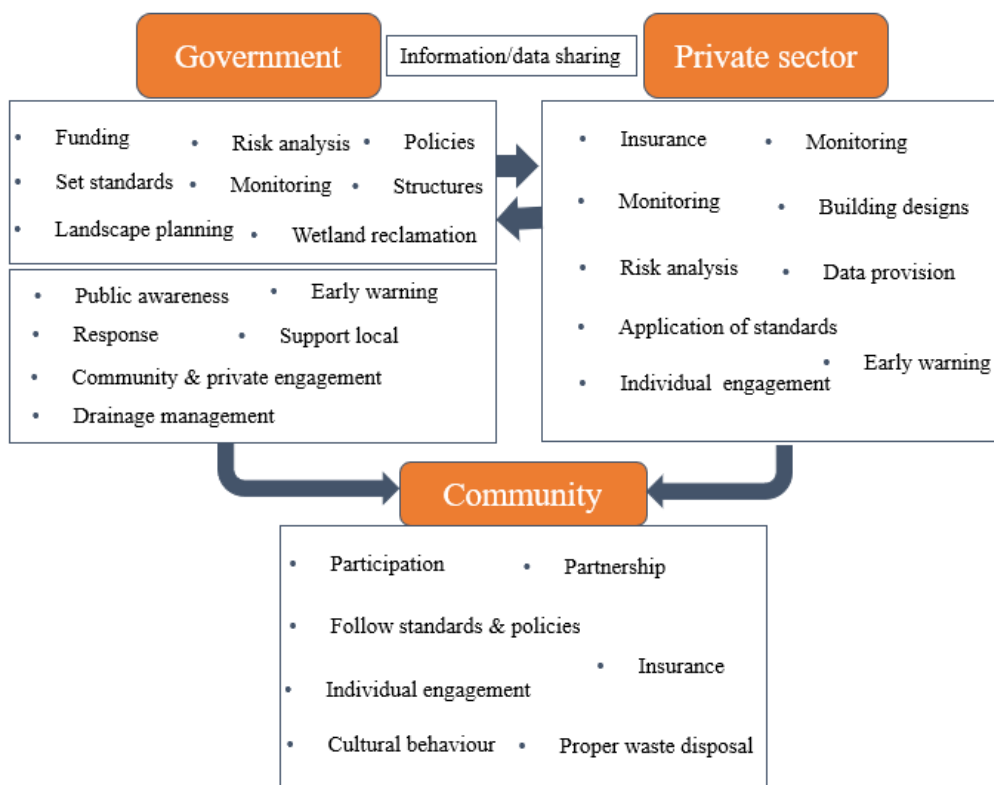 Government
Information/data sharing
Private sector
• Funding • Risk analysis • Policies
• Set standards • Monitoring • Structures
• Landscape planning • Wetland reclamation
• Public awareness • Early warning
• Response • Support local
• Community & private engagement
• Drainage management
• Insurance • Monitoring
• Monitoring • Building designs
• Risk analysis • Data provision
• Application of standards
• Early warning
• Individual engagement
Community
• Participation • Partnership
• Follow standards & policies
• Insurance
• Individual engagement
• Cultural behaviour • Proper waste disposal